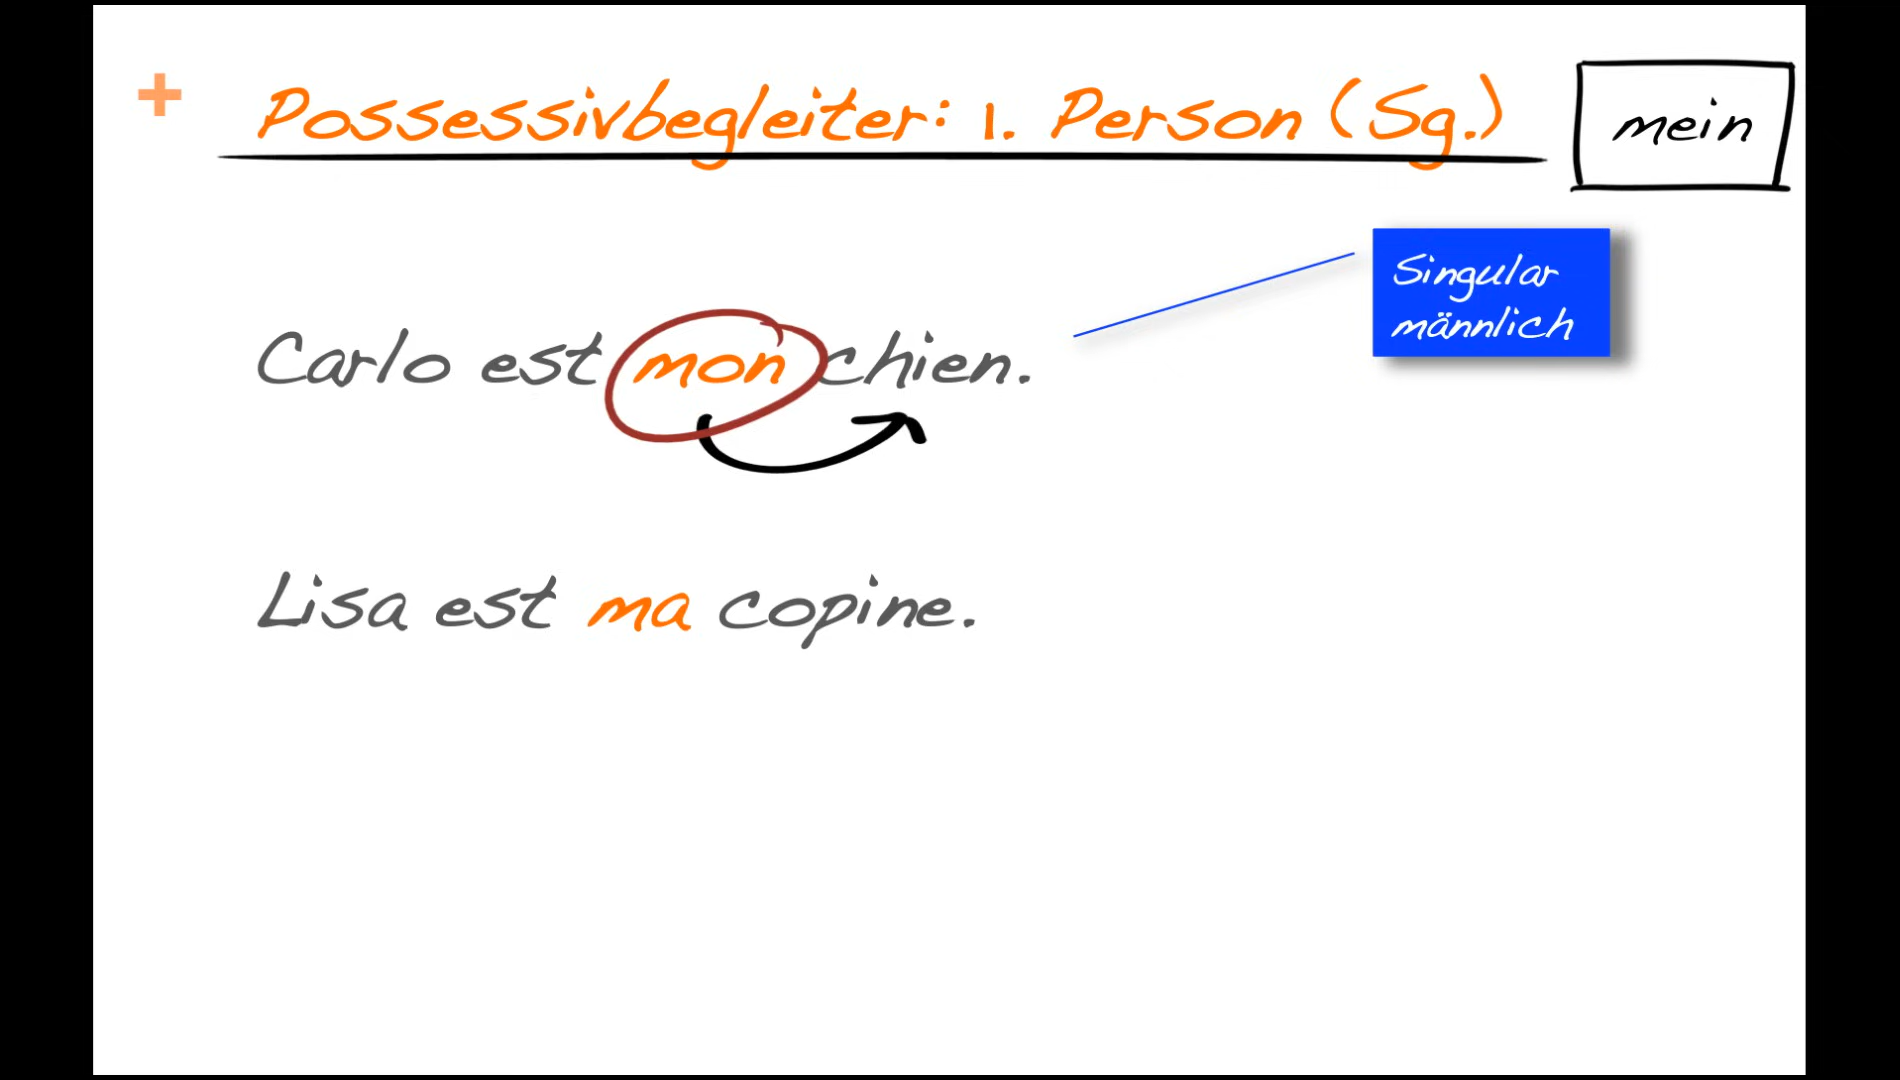 + Possessivbegleiter: 1. Person (Sg.)
mein
Singular
männlich
Carlo est mon chien.
Lisa est ma copine.